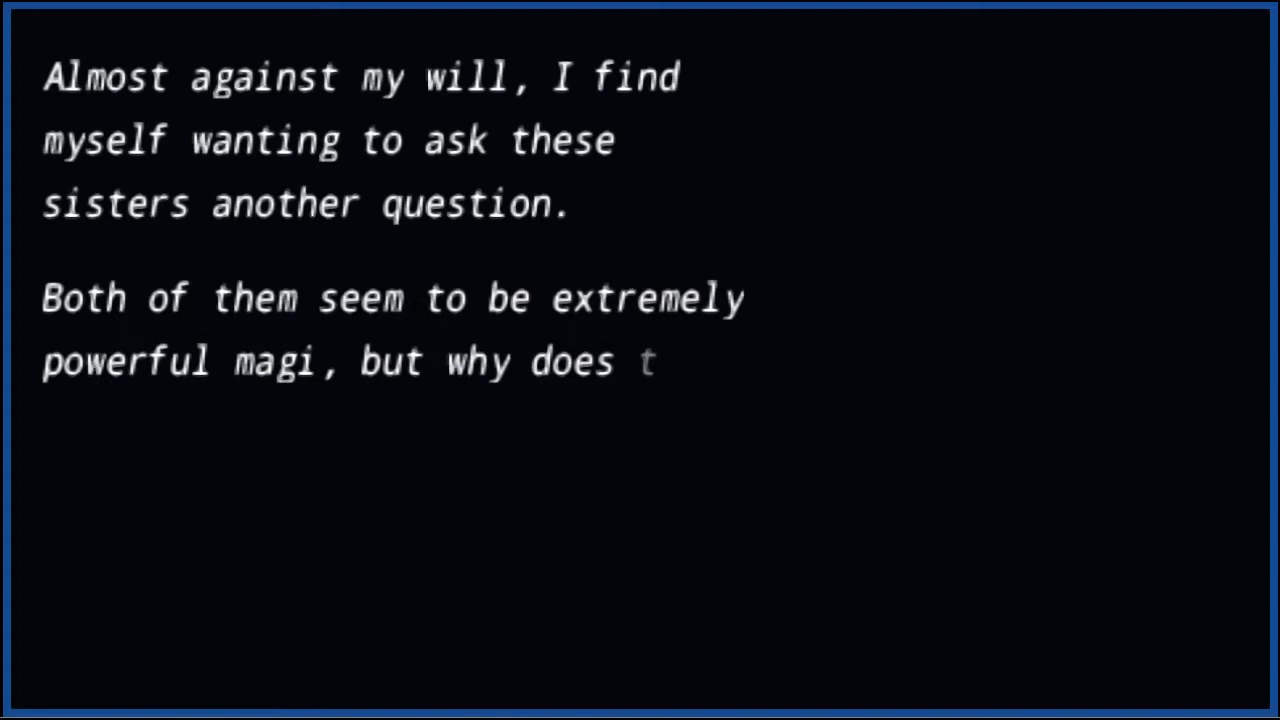 Almost against my will, I find
myself wanting to ask these
sisters another question.
Both of them seem to be extremely
powerful magi, but why does t